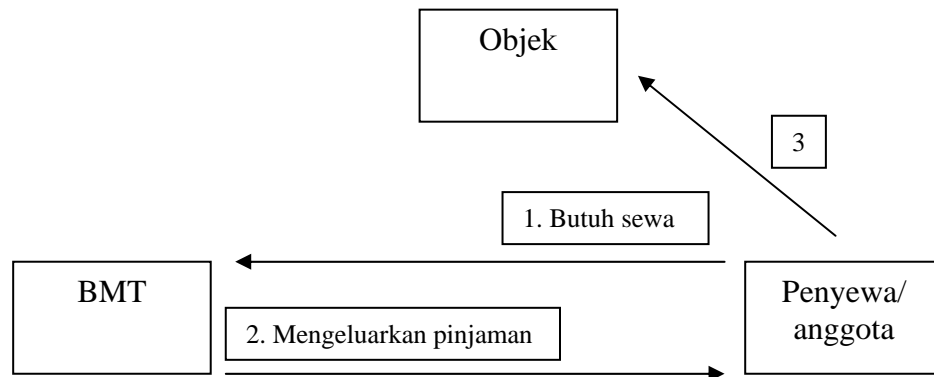 Objek
3
1. Butuh sewa
BMT
Penyewa/
anggota
2. Mengeluarkan pinjaman